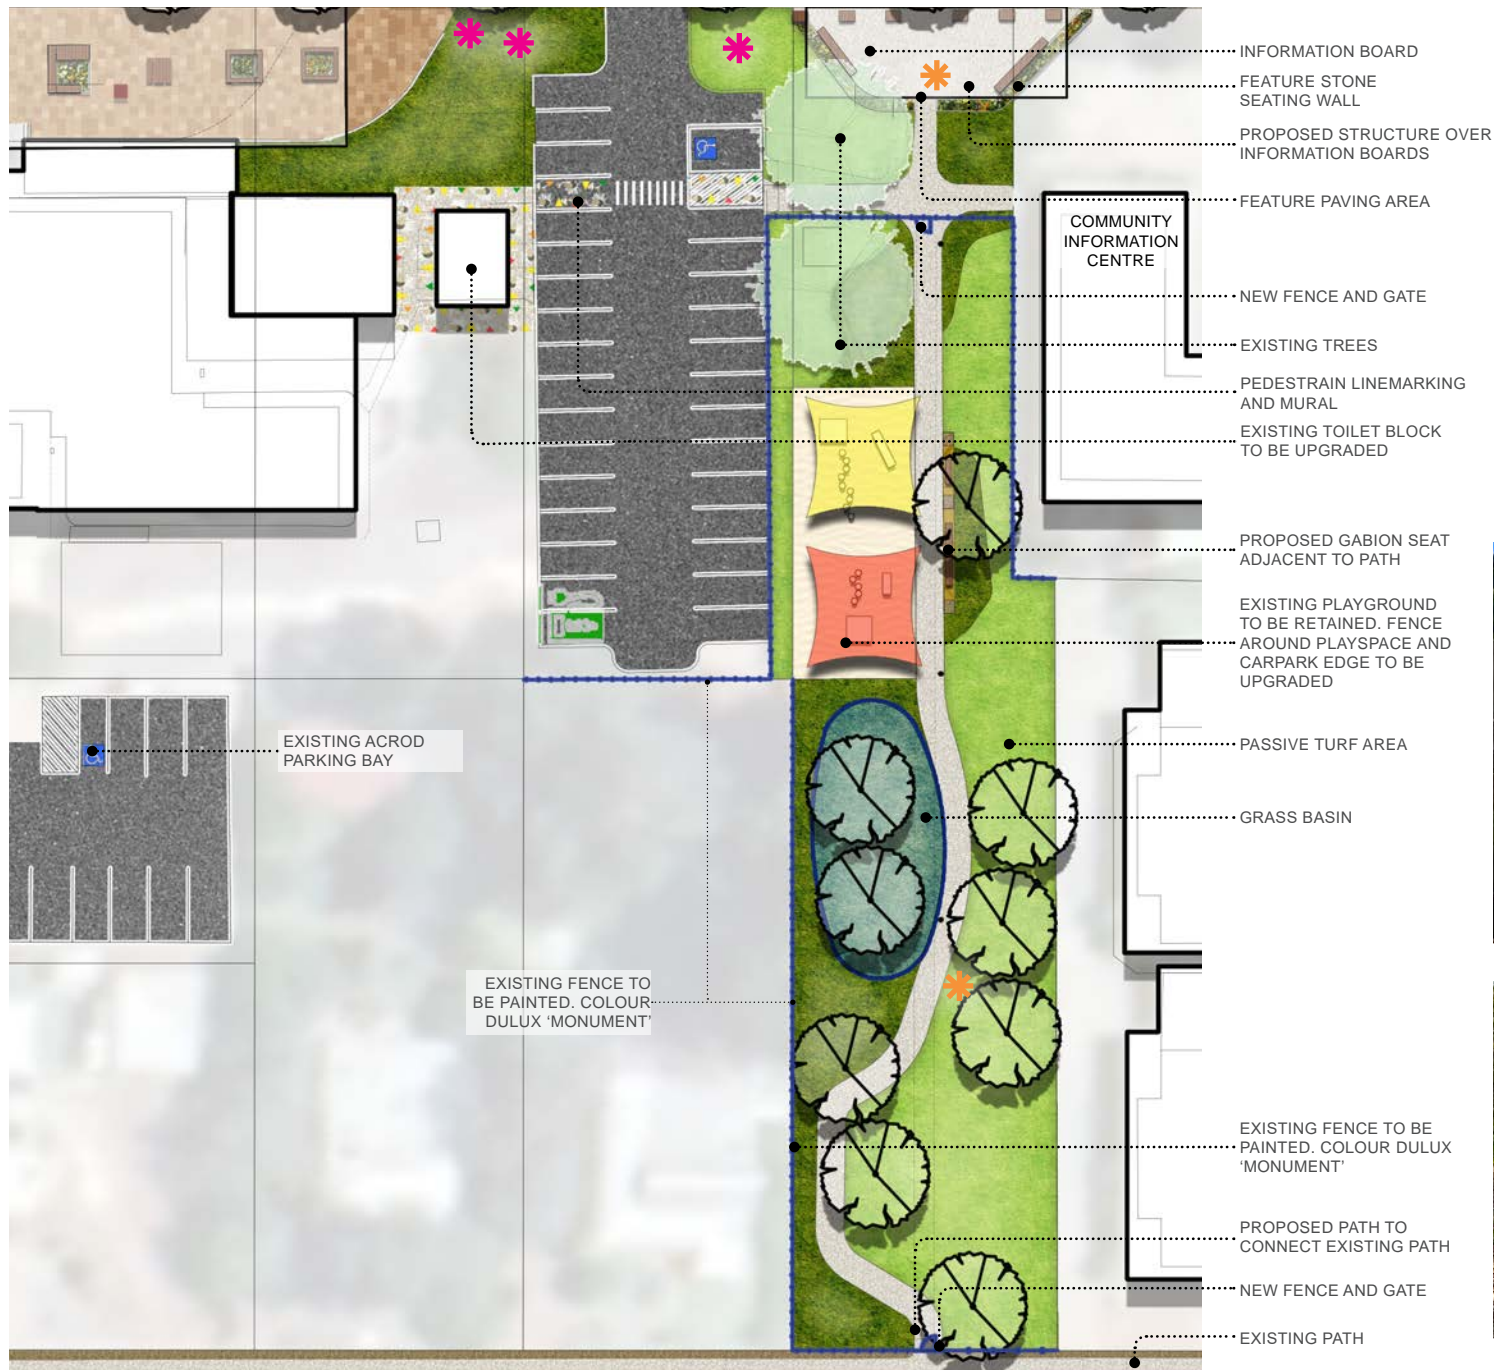 INFORMATION BOARD
FEATURE STONE
SEATING WALL
PROPOSED STRUCTURE OVER
INFORMATION BOARDS
FEATURE PAVING AREA
COMMUNITY
INFORMATION
CENTRE
NEW FENCE AND GATE
EXISTING TREES
PEDESTRAIN LINEMARKING
AND MURAL
EXISTING TOILET BLOCK
TO BE UPGRADED
PROPOSED GABION SEAT
ADJACENT TO PATH
EXISTING PLAYGROUND
TO BE RETAINED. FENCE
AROUND PLAYSPACE AND
CARPARK EDGE TO BE
UPGRADED
EXISTING ACROD
PARKING BAY
PASSIVE TURF AREA
GRASS BASIN
EXISTING FENCE TO
BE PAINTED. COLOUR
DULUX ‘MONUMENT’
EXISTING FENCE TO BE
PAINTED. COLOUR DULUX
‘MONUMENT’
PROPOSED PATH TO
CONNECT EXISTING PATH
NEW FENCE AND GATE
EXISTING PATH